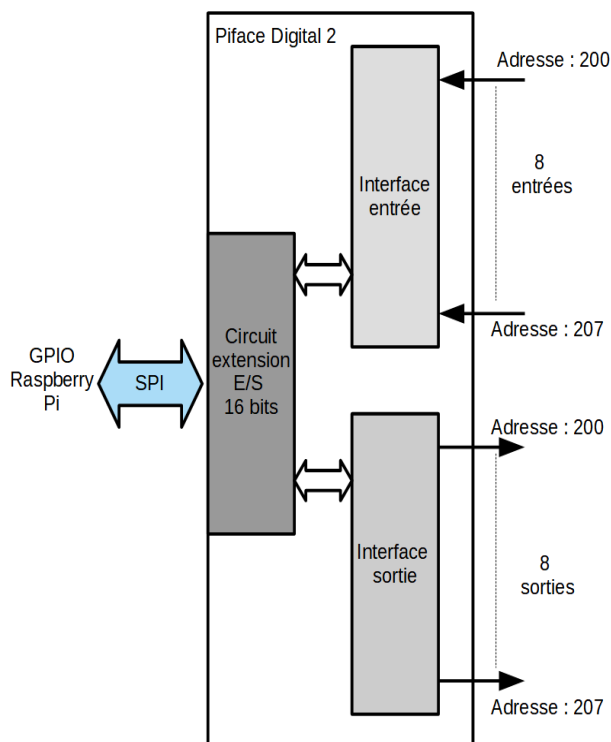 Piface Digital 2
Adresse : 200
Interface
entrée
8
entrées
Adresse : 207
Circuit
extension
E/S
16 bits
GPIO
Raspberry
Pi
SPI
Adresse : 200
Interface
sortie
8
sorties
Adresse : 207